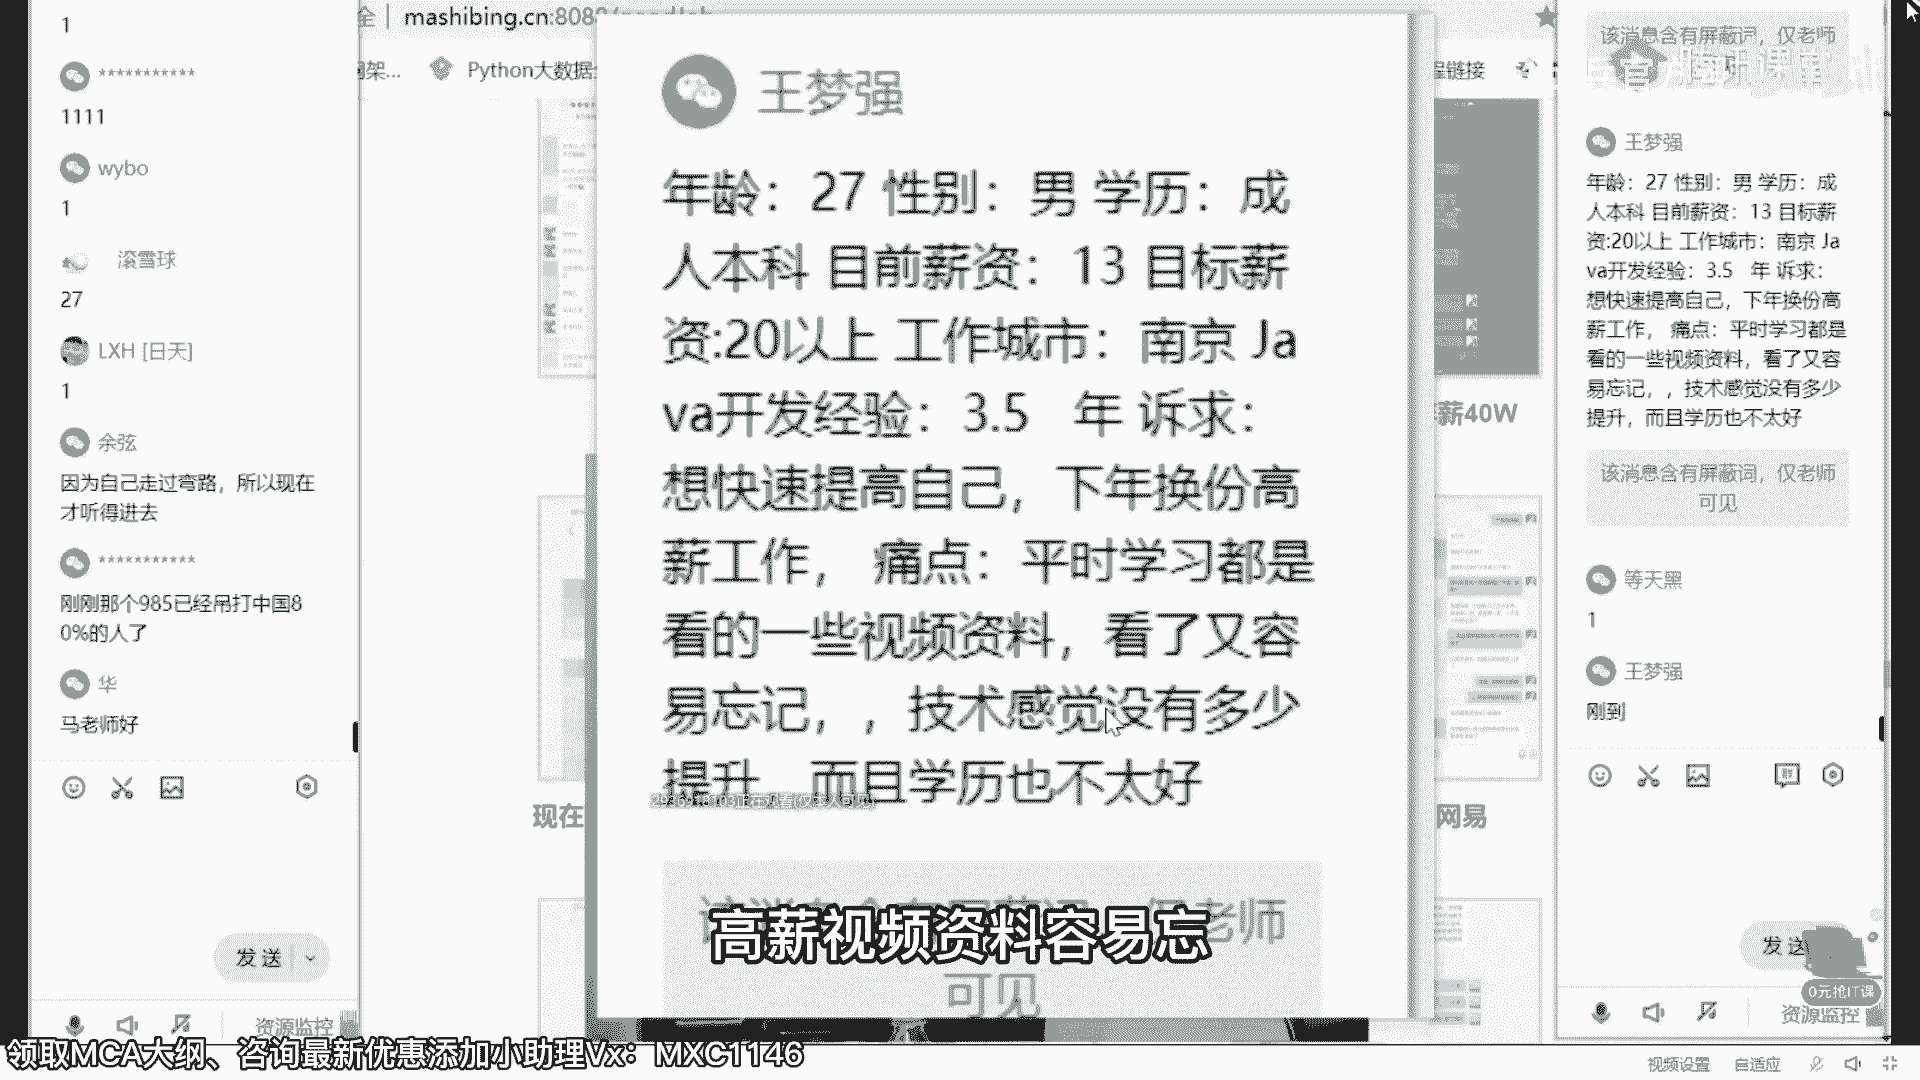 1
***********
1111
wybo
1
滚雪球
27
LXH [日天]
1
余弦
因为自己走过弯路，所以现在
才听得进去
***********
刚刚那个985已经吊打中国8
0%的人了
华
马老师好
发送
资源监控
全 | mashibing.cn:808
架...
Python大数据
程链接
薪40W
现在
网易
王梦强
年龄：27 性别：男 学历：成
人本科 目前薪资：13 目标薪
资:20以上 工作城市：南京 Ja
va开发经验：3.5 年 诉求：
想快速提高自己，下年换份高
薪工作， 痛点：平时学习都是
看的一些视频资料，看了又容
易忘记，，技术感觉没有多少
提升，而且学历也不太好
老师
可见
高薪视频资料容易忘
该消息含有屏蔽词，仅老师
王梦强
年龄：27 性别：男 学历：成
人本科 目前薪资：13 目标薪
资:20以上 工作城市：南京 Ja
va开发经验：3.5 年 诉求：
想快速提高自己，下年换份高
薪工作， 痛点：平时学习都是
看的一些视频资料，看了又容
易忘记，，技术感觉没有多少
提升，而且学历也不太好
该消息含有屏蔽词，仅老师
可见
等天黑
1
王梦强
刚到
发送
0元抢IT课
资源监控
领取MCA大纲、咨询最新优惠添加小助理Vx：MXC1146
视频设置 自适应